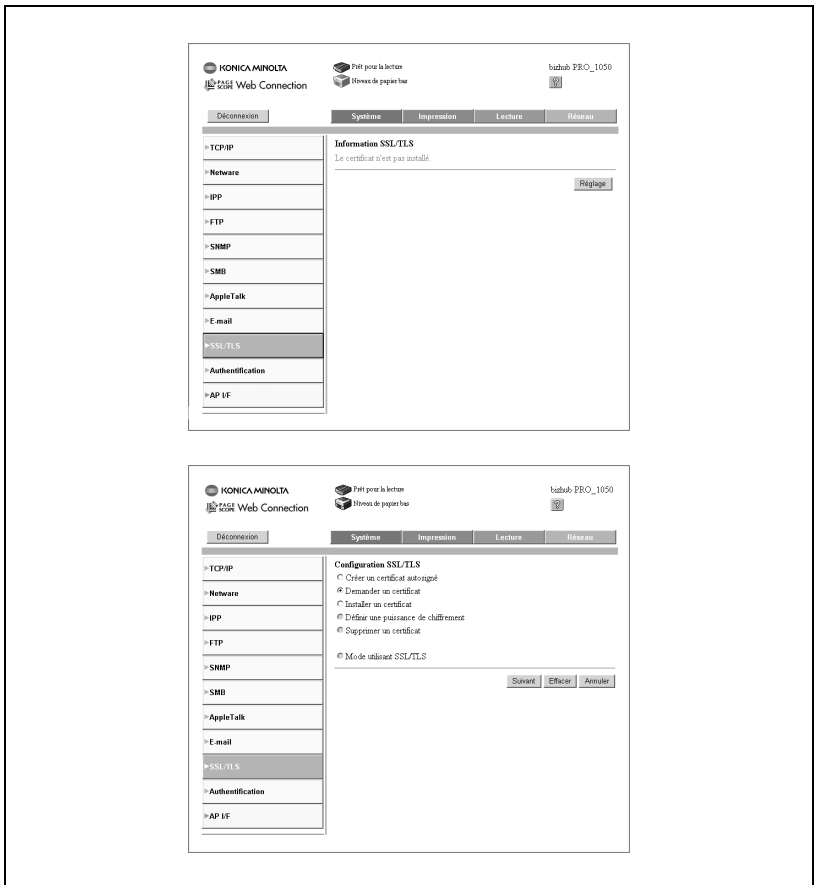 KONICA MINOLTA
Prêt pour la lecture
bizhub PRO_1050
PAGE SCOPE Web Connection
Niveau de papier bas
?
Déconnexion
Système Impression Lecture Réseau
TCP/IP
Netware
IPP
FTP
SNMP
SMB
AppleTalk
E-mail
SSL/TLS
Authentification
AP I/F
Information SSL/TLS
Le certificat n'est pas installé.
Réglage
KONICA MINOLTA
Prêt pour la lecture
bizhub PRO_1050
PAGE SCOPE Web Connection
Niveau de papier bas
?
Déconnexion
Système Impression Lecture Réseau
TCP/IP
Netware
IPP
FTP
SNMP
SMB
AppleTalk
E-mail
SSL/TLS
Authentification
AP I/F
Configuration SSL/TLS
Créer un certificat autosigné
Demander un certificat
Installer un certificat
Définir une puissance de chiffrement
Supprimer un certificat
Mode utilisant SSL/TLS
Suivant Effacer Annuler